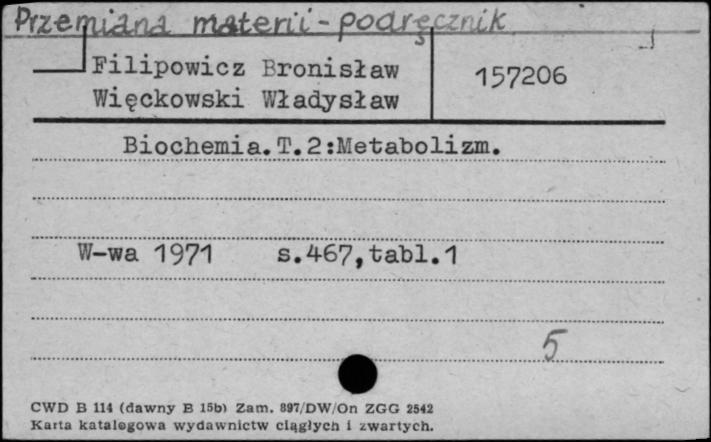 Przemiana materii - podręcznik
Filipowicz Bronisław
157206
Więckowski Władysław
Biochemia.T.2:Metabolizm.
W-wa 1971 s.467,tabl.1
5
CWD B 114 (dawny B 15b) Zam. 897/DW/On ZGG 2542
Karta katalogowa wydawnictw ciągłych i zwartych.